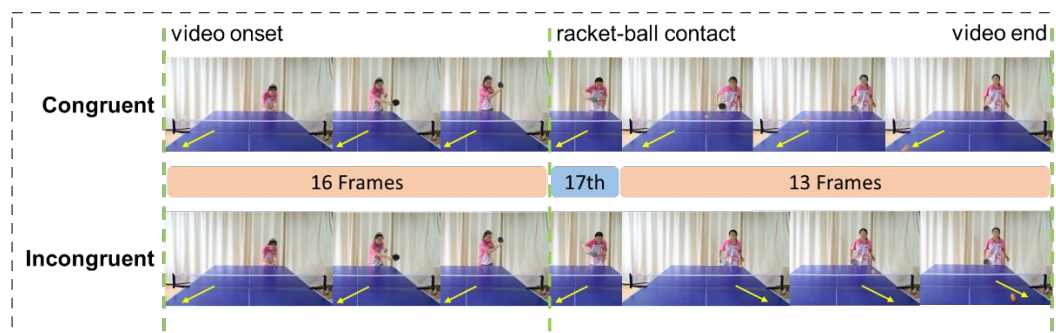 video onset
racket-ball contact
video end
Congruent
16 Frames
17th
13 Frames
Incongruent